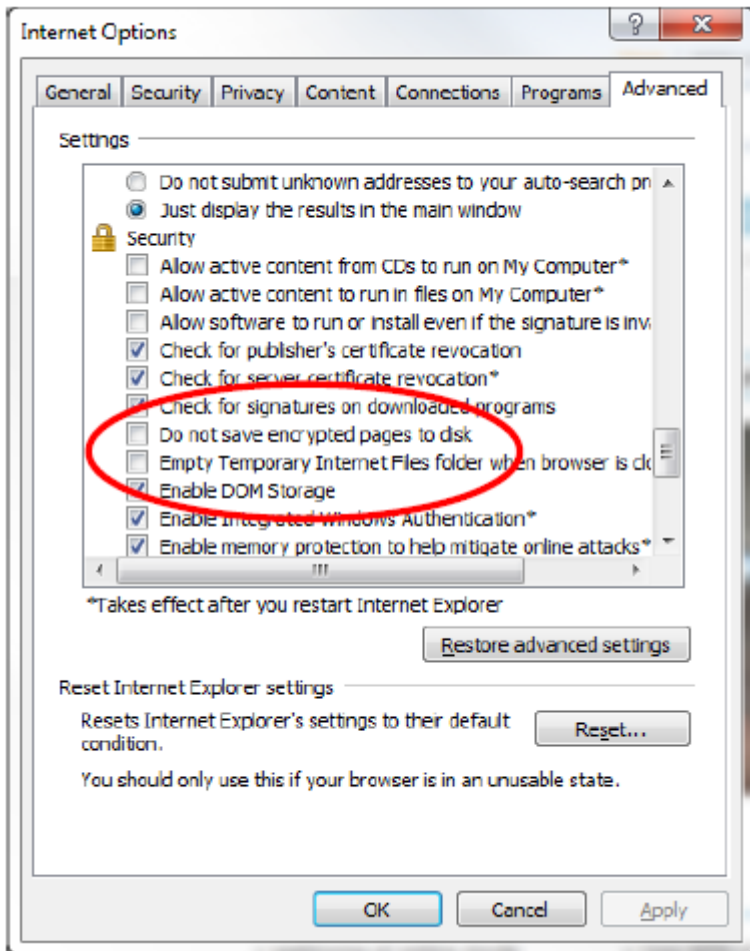 Internet Options
General Security Privacy Content Connections Programs Advanced
Settings
Do not submit unknown addresses to your auto-search pr
Just display the results in the main window
Security
Allow active content from CDs to run on My Computer*
Allow active content to run in files on My Computer*
Allow software to run or install even if the signature is inv
Check for publisher's certificate revocation
Check for server certificate revocation*
Check for signatures on downloaded programs
Do not save encrypted pages to disk
Empty Temporary Internet Files folder when browser is clo
Enable DOM Storage
Enable Integrated Windows Authentication*
Enable memory protection to help mitigate online attacks*
*Takes effect after you restart Internet Explorer
Restore advanced settings
Reset Internet Explorer settings
Resets Internet Explorer's settings to their default
condition.
Reset...
You should only use this if your browser is in an unusable state.
OK Cancel Apply